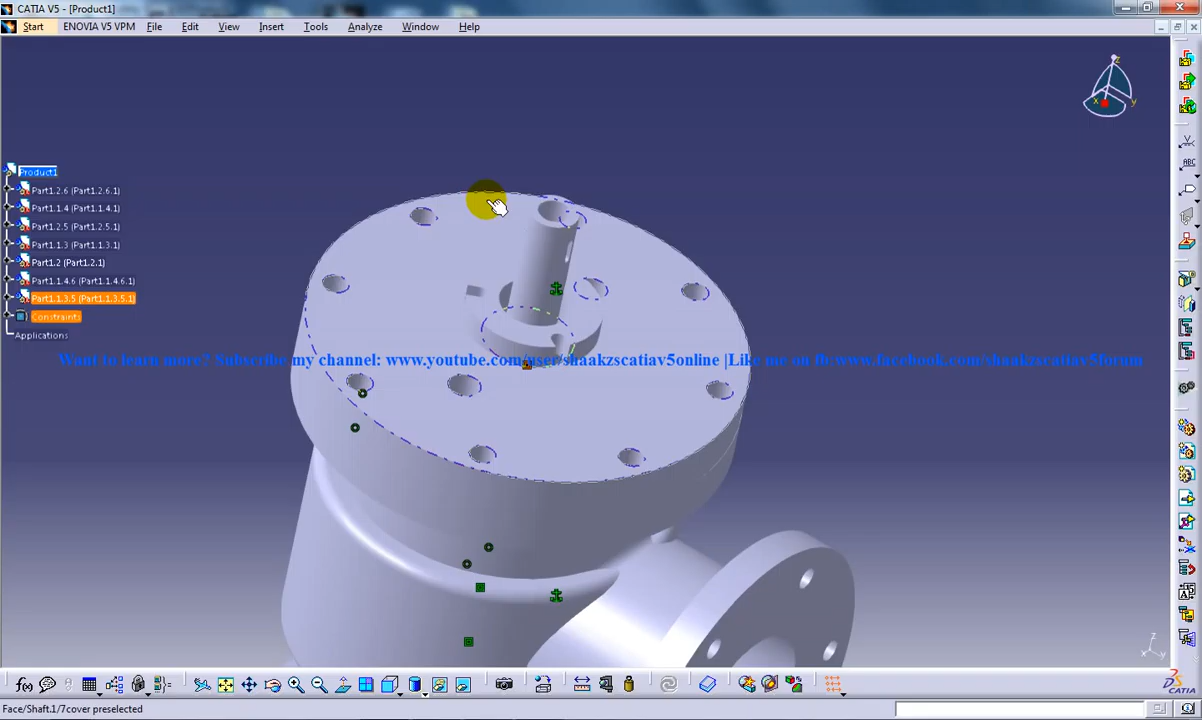 CATIA V5 - [Product1]
Start ENOVIA V5 VPM File Edit View Insert Tools Analyze Window Help
z
x y
Product1
Part1.2.6 (Part1.2.6.1)
Part1.1.4 (Part1.1.4.1)
Part1.2.5 (Part1.2.5.1)
Part1.1.3 (Part1.1.3.1)
Part1.2 (Part1.2.1)
Part1.1.4.6 (Part1.1.4.6.1)
Part1.1.3.5 (Part1.1.3.5.1)
Constraints
Applications
Want to learn more? Subscribe my channel: www.youtube.com/user/shaakzscatiav5online |Like me on fb:www.facebook.com/shaakzscatiav5forum
z
x y
f(x)
CATIA
Face/Shaft.1/7cover preselected